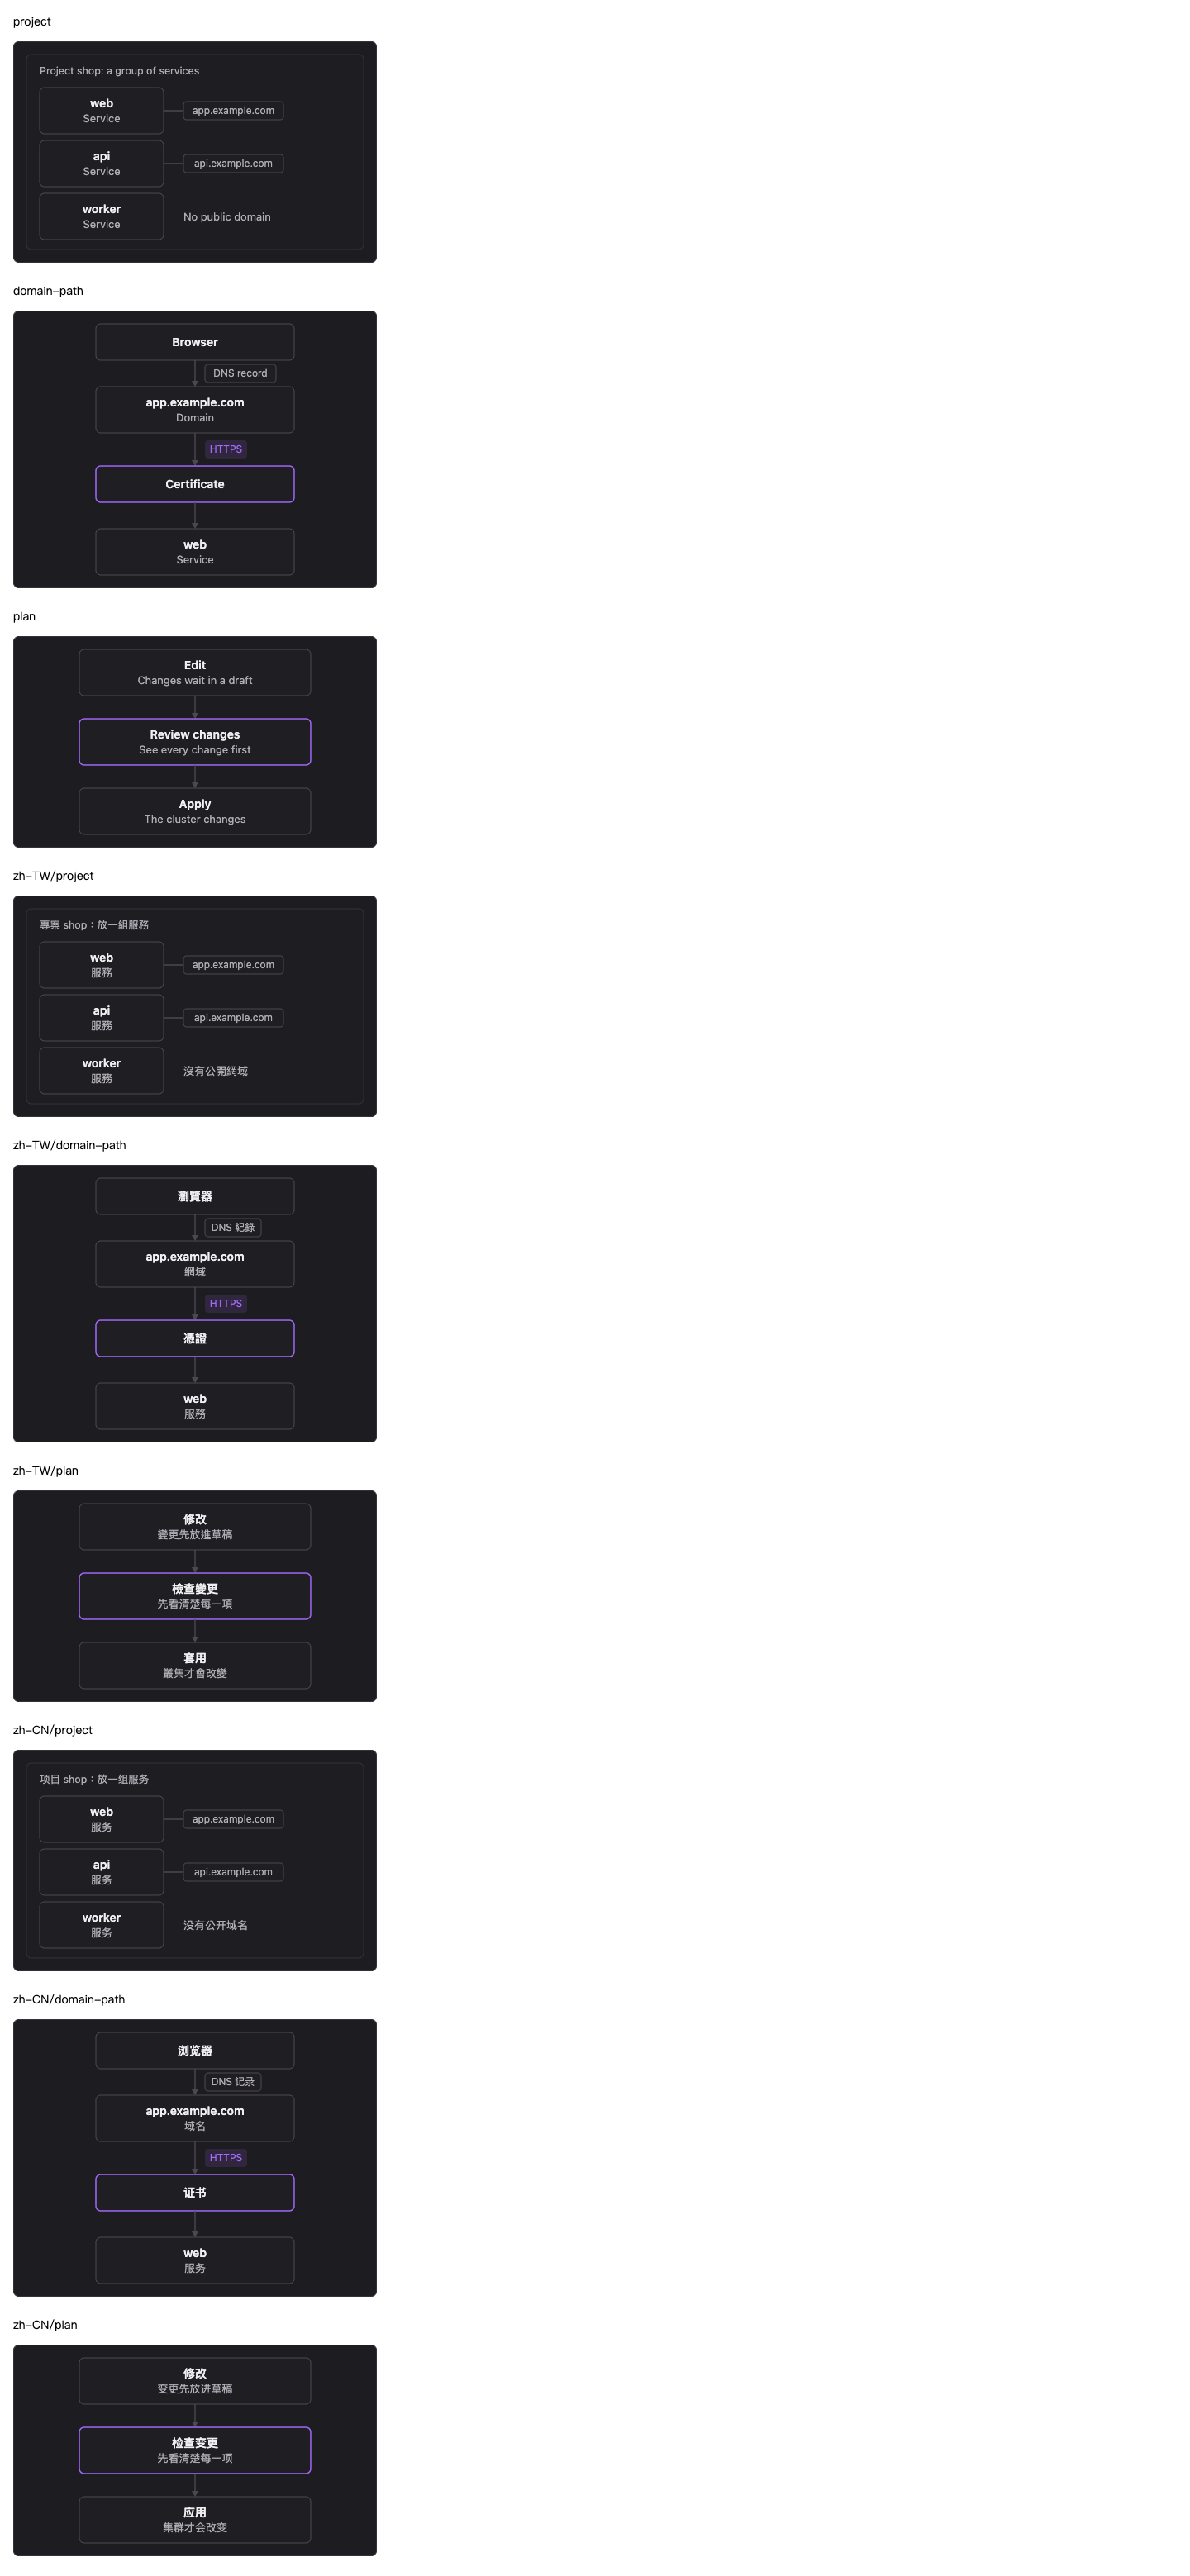 project
Project shop: a group of services
web
Service
app.example.com
api
Service
api.example.com
worker
Service
No public domain
domain-path
Browser
DNS record
app.example.com
Domain
HTTPS
Certificate
web
Service
plan
Edit
Changes wait in a draft
Review changes
See every change first
Apply
The cluster changes
zh-TW/project
專案 shop：放一組服務
web
服務
app.example.com
api
服務
api.example.com
worker
服務
沒有公開網域
zh-TW/domain-path
瀏覽器
DNS 紀錄
app.example.com
網域
HTTPS
憑證
web
服務
zh-TW/plan
修改
變更先放進草稿
檢查變更
先看清楚每一項
套用
叢集才會改變
zh-CN/project
项目 shop：放一组服务
web
服务
app.example.com
api
服务
api.example.com
worker
服务
没有公开域名
zh-CN/domain-path
浏览器
DNS 记录
app.example.com
域名
HTTPS
证书
web
服务
zh-CN/plan
修改
变更先放进草稿
检查变更
先看清楚每一项
应用
集群才会改变